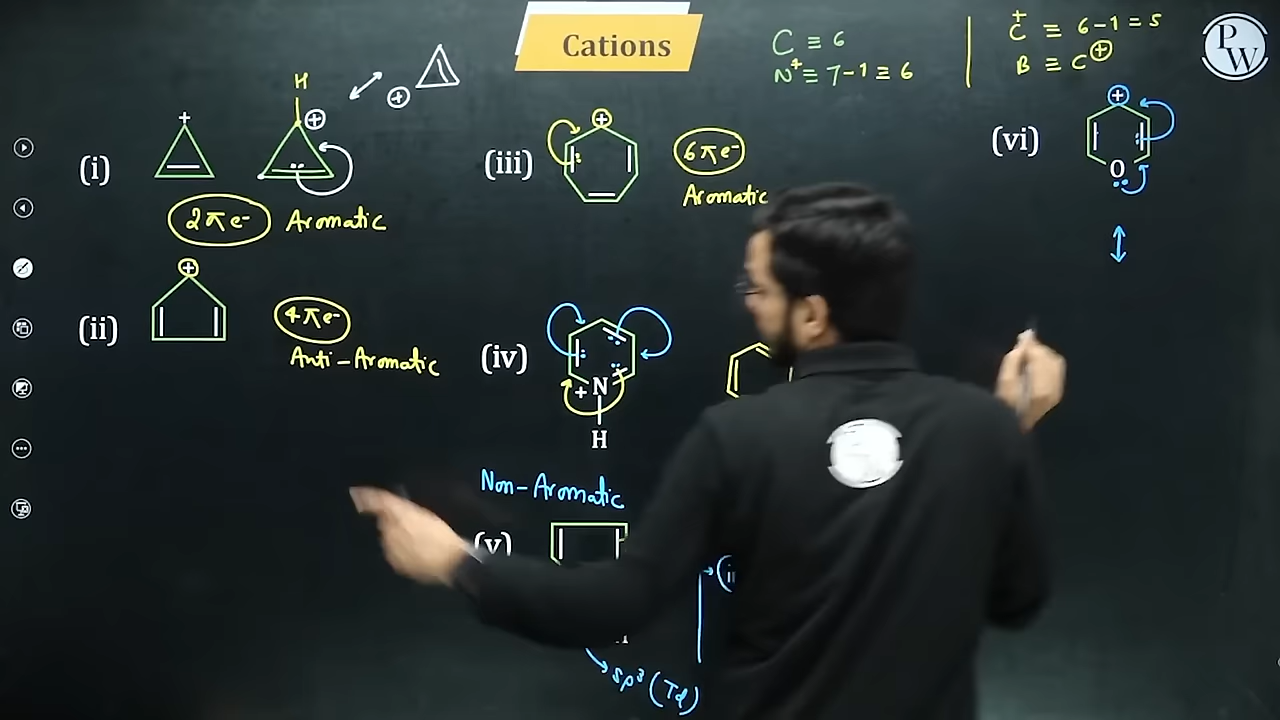 Cations
C ≡ 6
N⁺ ≡ 7-1 ≡ 6
C⁺ ≡ 6-1 = 5
B ≡ C⊕
PW
(i)
+
H
⊕
⊕
2πe-
Aromatic
(ii)
⊕
4πe-
Anti-Aromatic
(iii)
⊕
6πe-
Aromatic
(iv)
+ N
H
Non-Aromatic
(v)
sp³ (Td)
(vi)
⊕
O